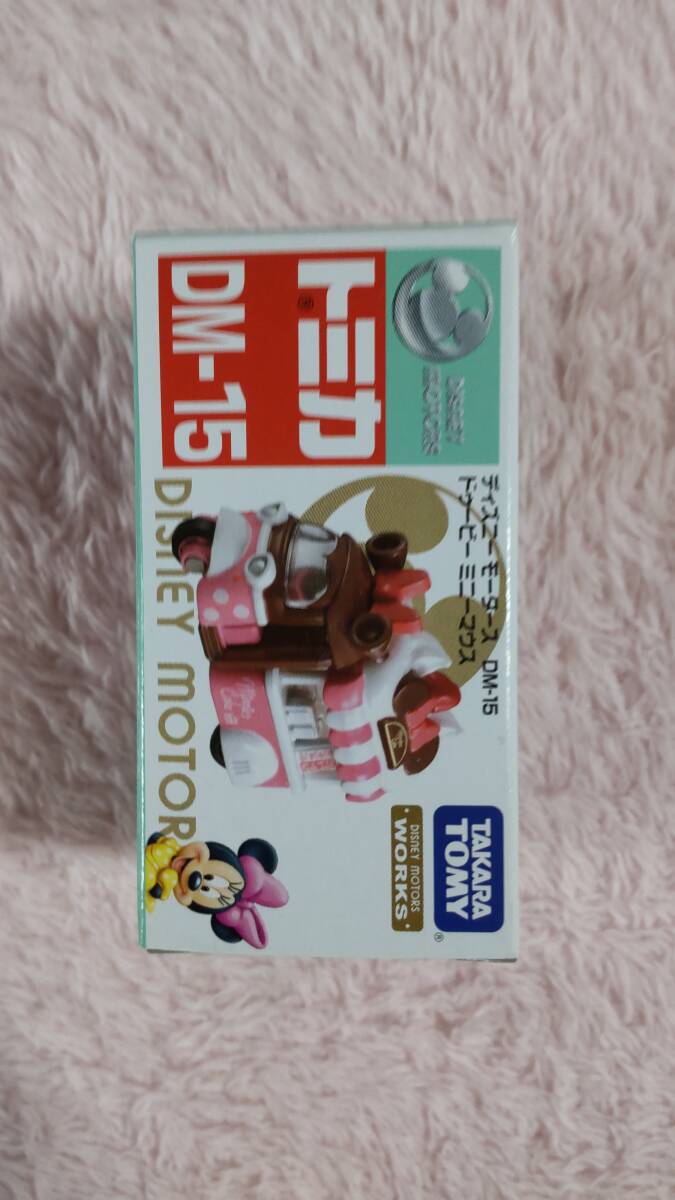 DISNEY
MOTORS
トミカ®
DM-15
ディズニー モータース DM-15
ドゥービー ミニーマウス
TAKARA
TOMY®
DISNEY MOTORS
WORKS
DISNEY MOTOR